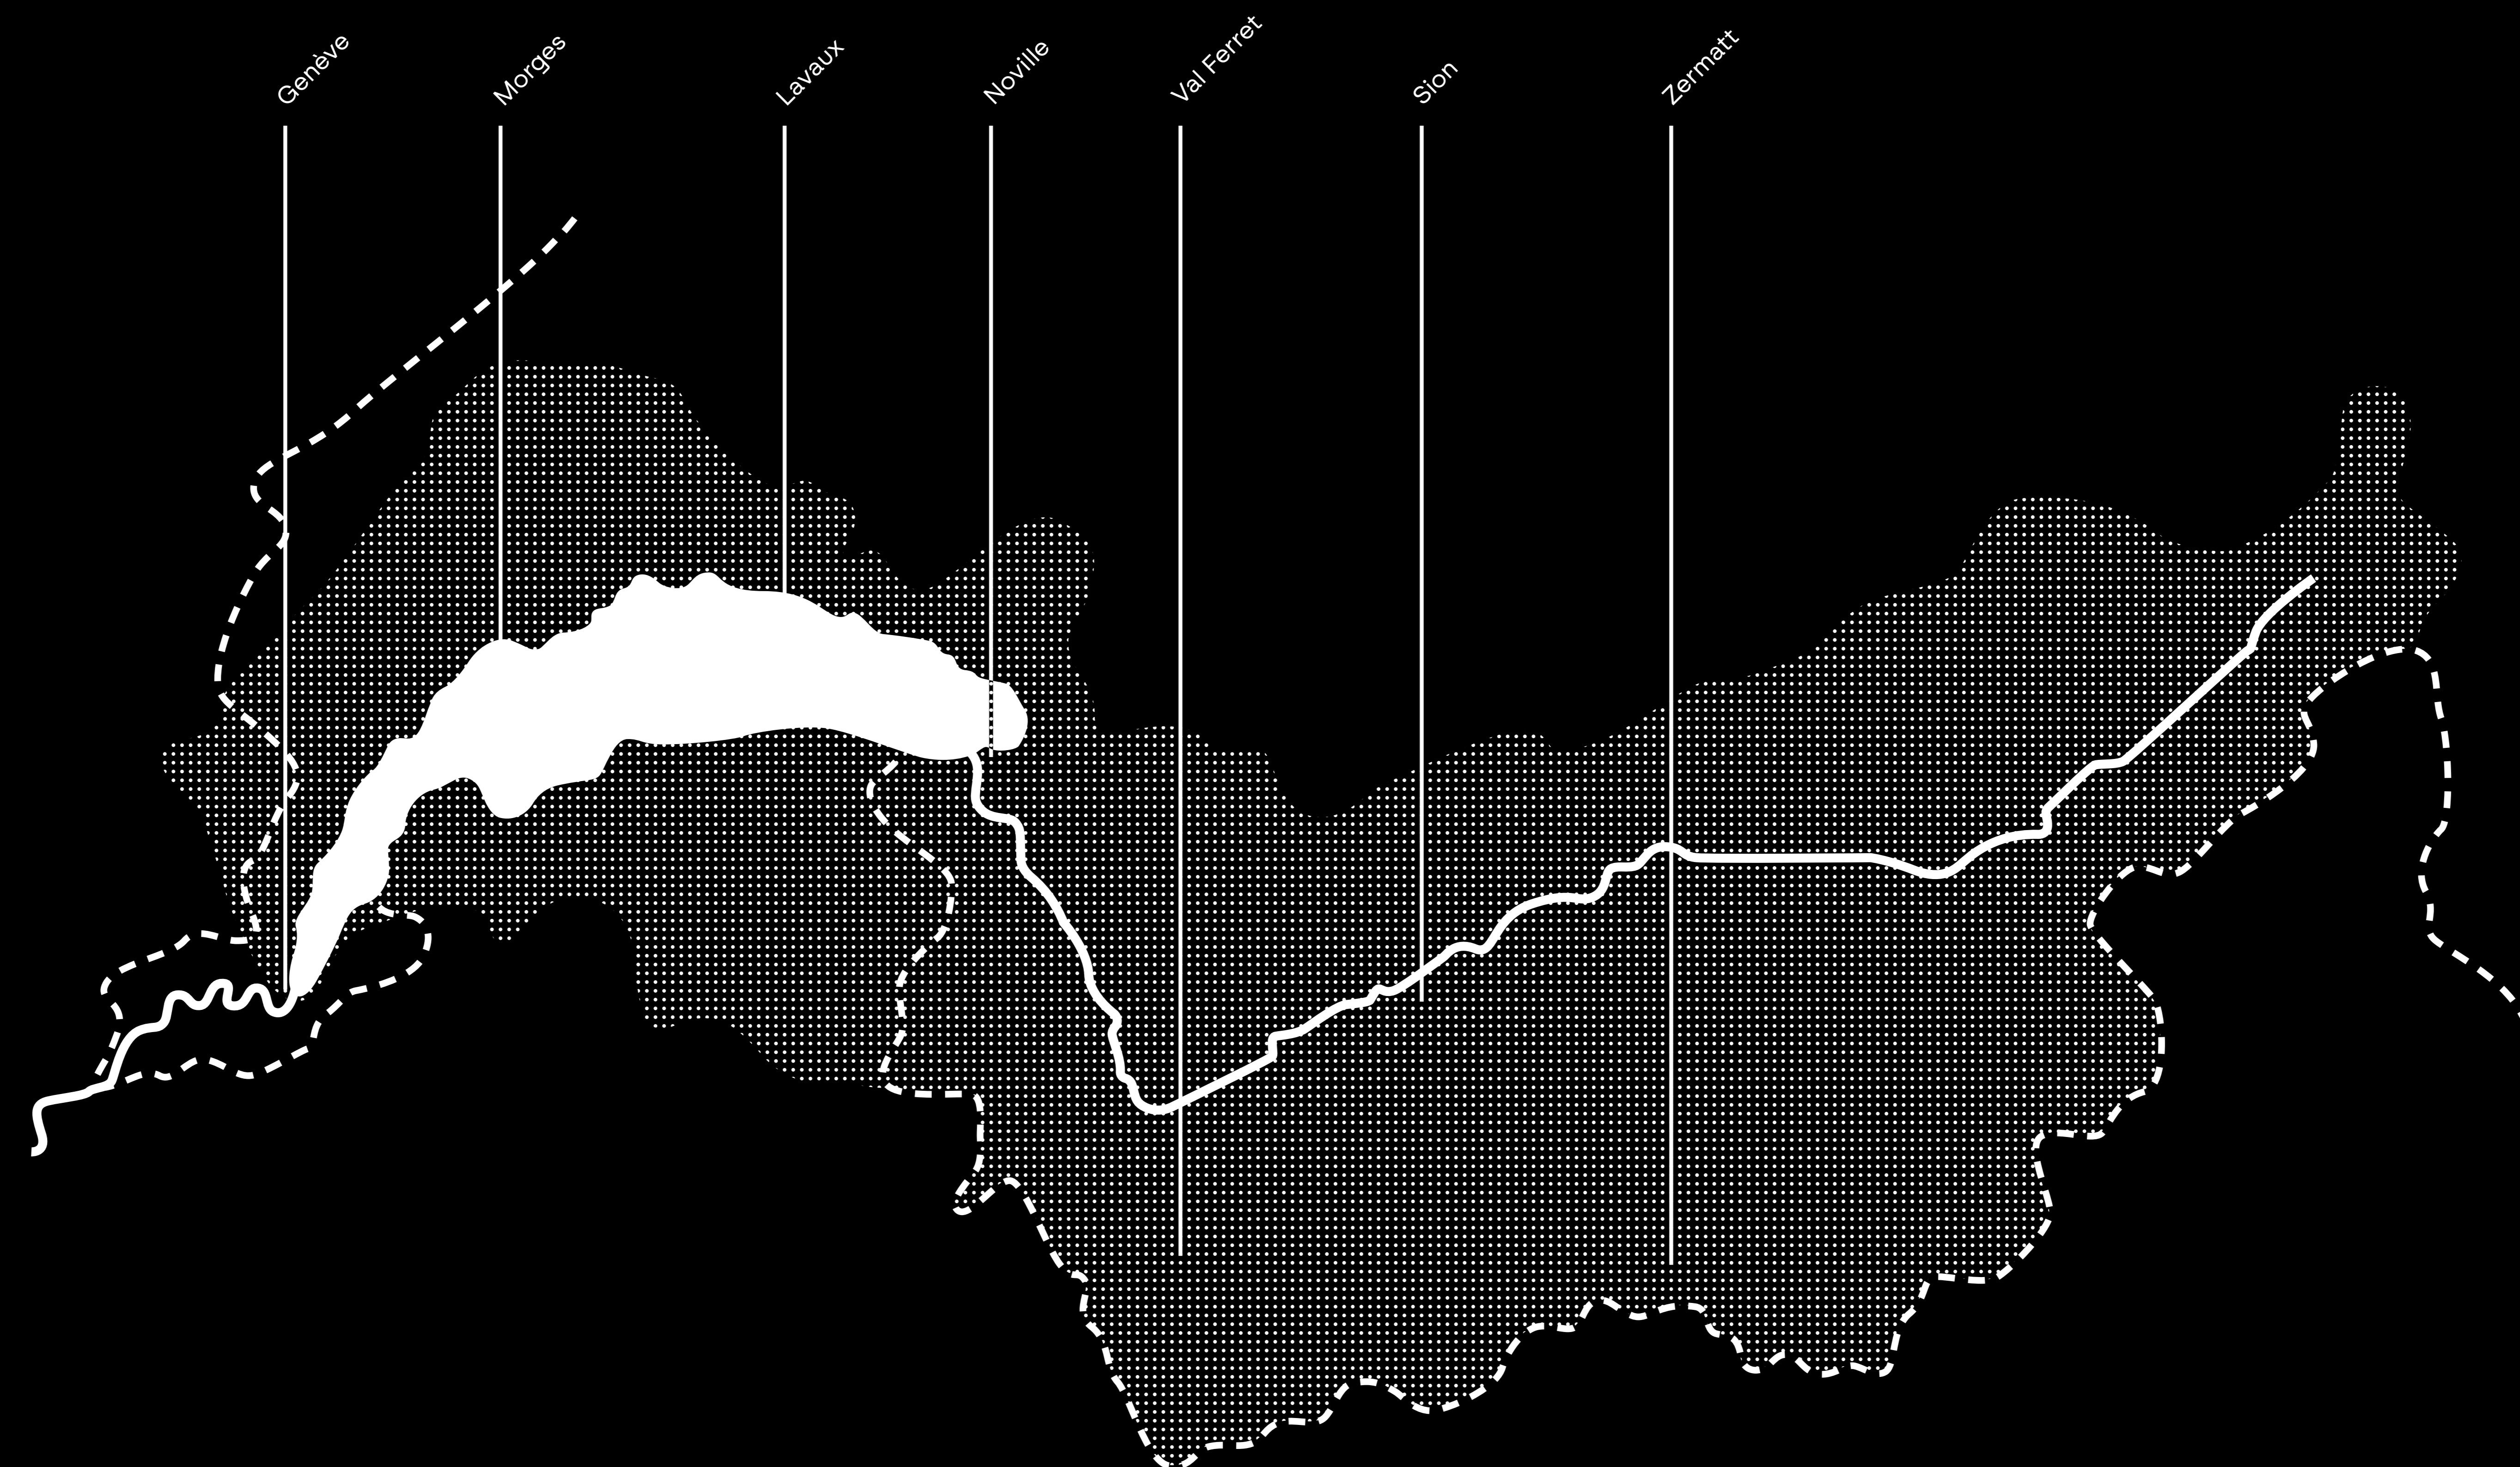 Genève
Morges
Lavaux
Noville
Val Ferret
Sion
Zermatt